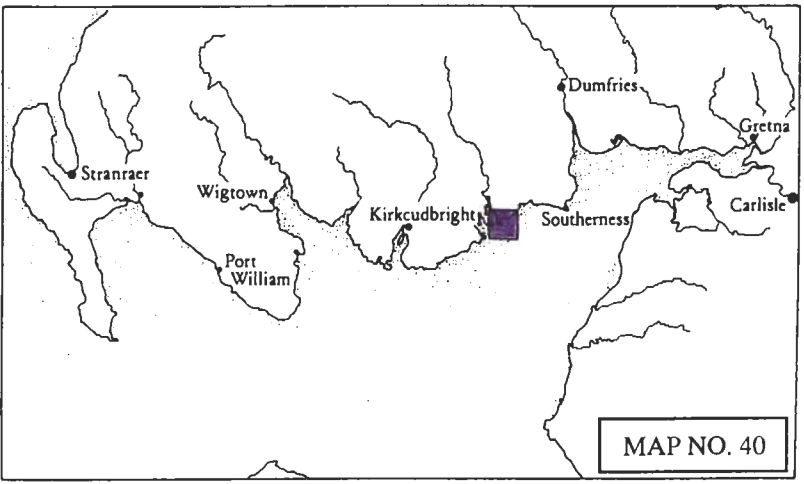 Dumfries
Gretna
Stranraer
Wigtown
Kirkcudbright
Southerness
Carlisle
Port
William
MAP NO. 40